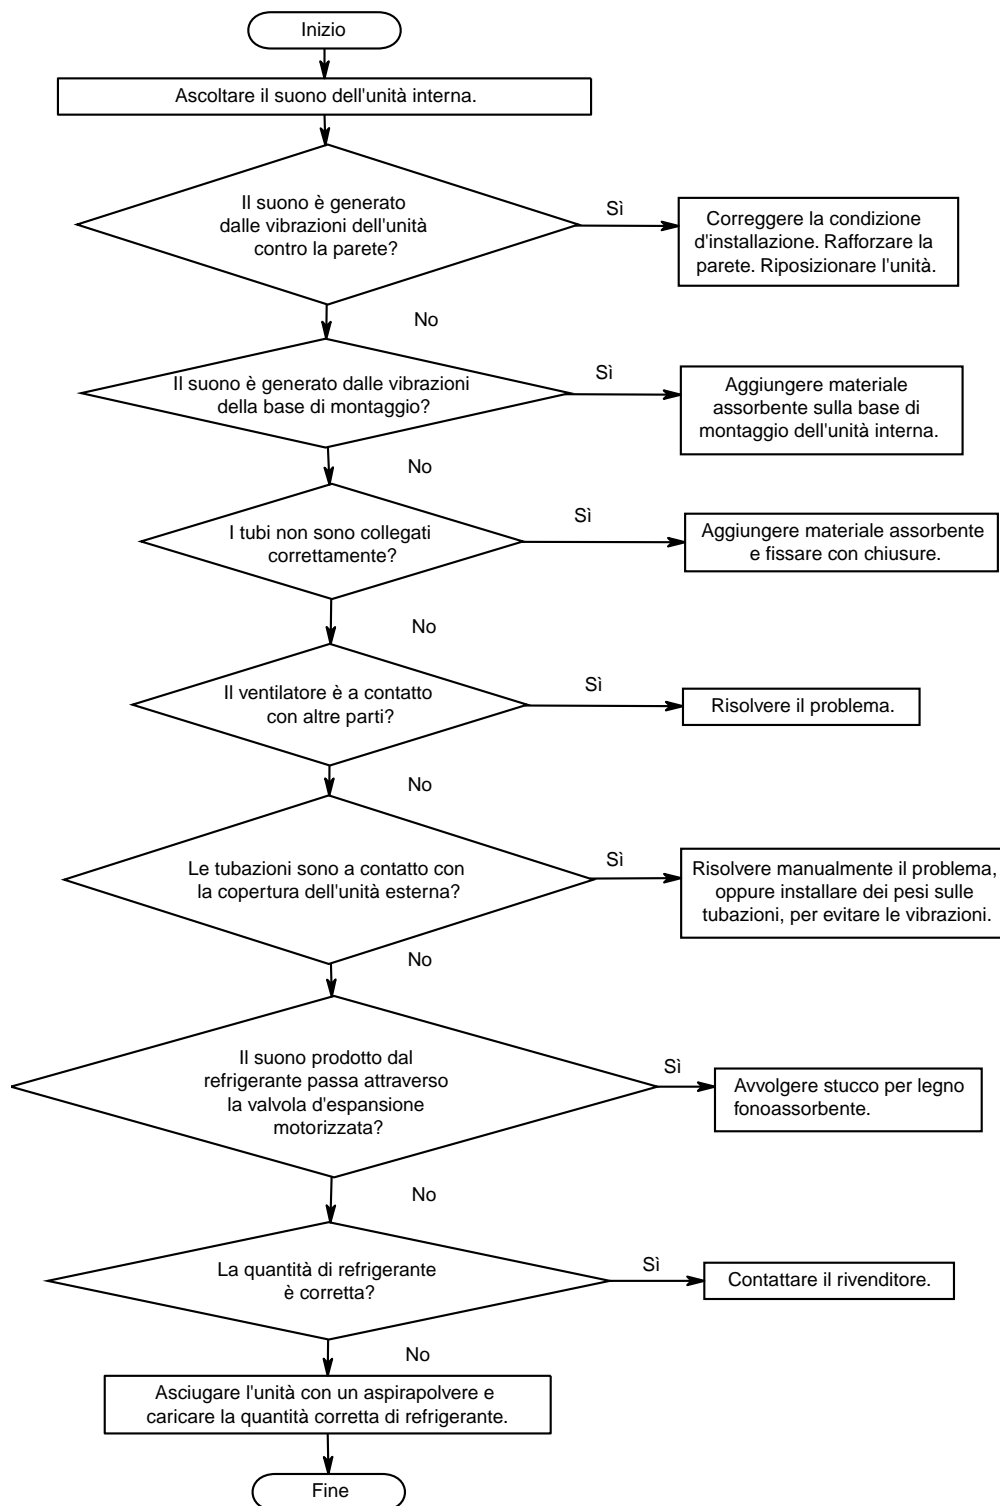 Inizio
Ascoltare il suono dell'unità interna.
Il suono è generato
dalle vibrazioni dell'unità
contro la parete?
Sì
Correggere la condizione
d'installazione. Rafforzare la
parete. Riposizionare l'unità.
No
Il suono è generato dalle vibrazioni
della base di montaggio?
Sì
Aggiungere materiale
assorbente sulla base di
montaggio dell'unità interna.
No
I tubi non sono collegati
correttamente?
Sì
Aggiungere materiale assorbente
e fissare con chiusure.
No
Il ventilatore è a contatto
con altre parti?
Sì
Risolvere il problema.
No
Le tubazioni sono a contatto con
la copertura dell'unità esterna?
Sì
Risolvere manualmente il problema,
oppure installare dei pesi sulle
tubazioni, per evitare le vibrazioni.
No
Il suono prodotto dal
refrigerante passa attraverso
la valvola d'espansione
motorizzata?
Sì
Avvolgere stucco per legno
fonoassorbente.
No
La quantità di refrigerante
è corretta?
Sì
Contattare il rivenditore.
No
Asciugare l'unità con un aspirapolvere e
caricare la quantità corretta di refrigerante.
Fine